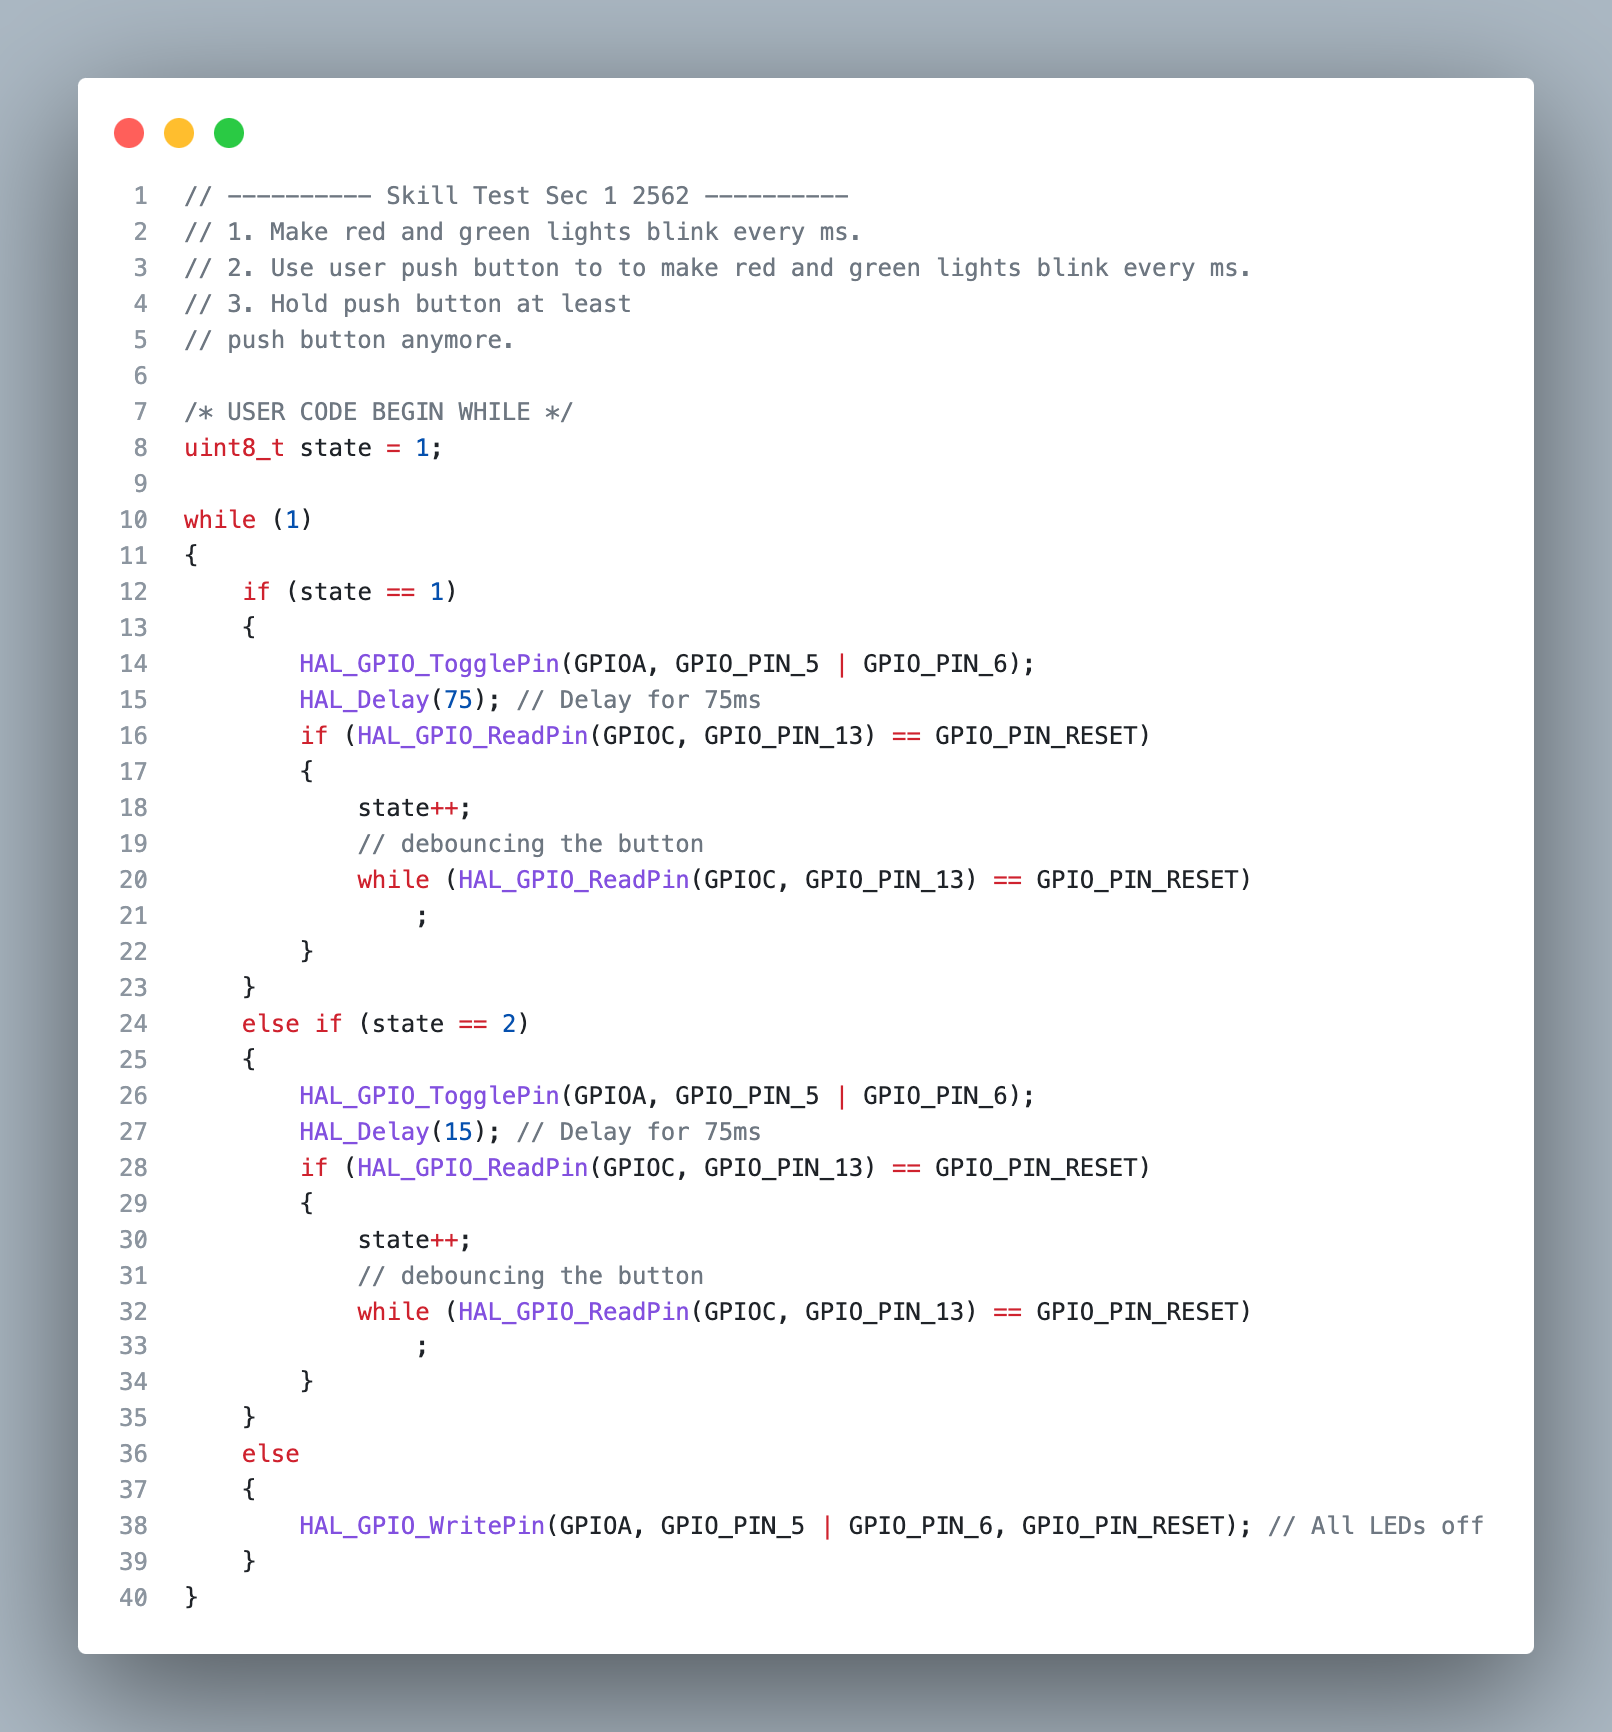 1 // ---------- Skill Test Sec 1 2562 ----------
2 // 1. Make red and green lights blink every ms.
3 // 2. Use user push button to to make red and green lights blink every ms.
4 // 3. Hold push button at least
5 // push button anymore.
6
7 /* USER CODE BEGIN WHILE */
8 uint8_t state = 1;
9
10 while (1)
11 {
12     if (state == 1)
13     {
14         HAL_GPIO_TogglePin(GPIOA, GPIO_PIN_5 | GPIO_PIN_6);
15         HAL_Delay(75); // Delay for 75ms
16         if (HAL_GPIO_ReadPin(GPIOC, GPIO_PIN_13) == GPIO_PIN_RESET)
17         {
18             state++;
19             // debouncing the button
20             while (HAL_GPIO_ReadPin(GPIOC, GPIO_PIN_13) == GPIO_PIN_RESET)
21                 ;
22         }
23     }
24     else if (state == 2)
25     {
26         HAL_GPIO_TogglePin(GPIOA, GPIO_PIN_5 | GPIO_PIN_6);
27         HAL_Delay(15); // Delay for 75ms
28         if (HAL_GPIO_ReadPin(GPIOC, GPIO_PIN_13) == GPIO_PIN_RESET)
29         {
30             state++;
31             // debouncing the button
32             while (HAL_GPIO_ReadPin(GPIOC, GPIO_PIN_13) == GPIO_PIN_RESET)
33                 ;
34         }
35     }
36     else
37     {
38         HAL_GPIO_WritePin(GPIOA, GPIO_PIN_5 | GPIO_PIN_6, GPIO_PIN_RESET); // All LEDs off
39     }
40 }